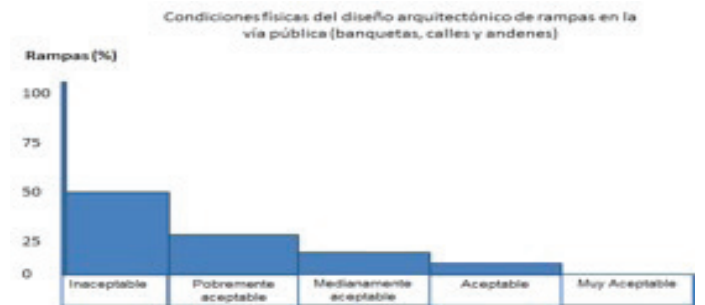 Condiciones físicas del diseño arquitectónico de rampas en la
vía pública (banquetas, calles y andenes)
Rampas (%)
100
75
50
25
0
Inaceptable
Pobremente
aceptable
Medianamente
aceptable
Aceptable
Muy Aceptable